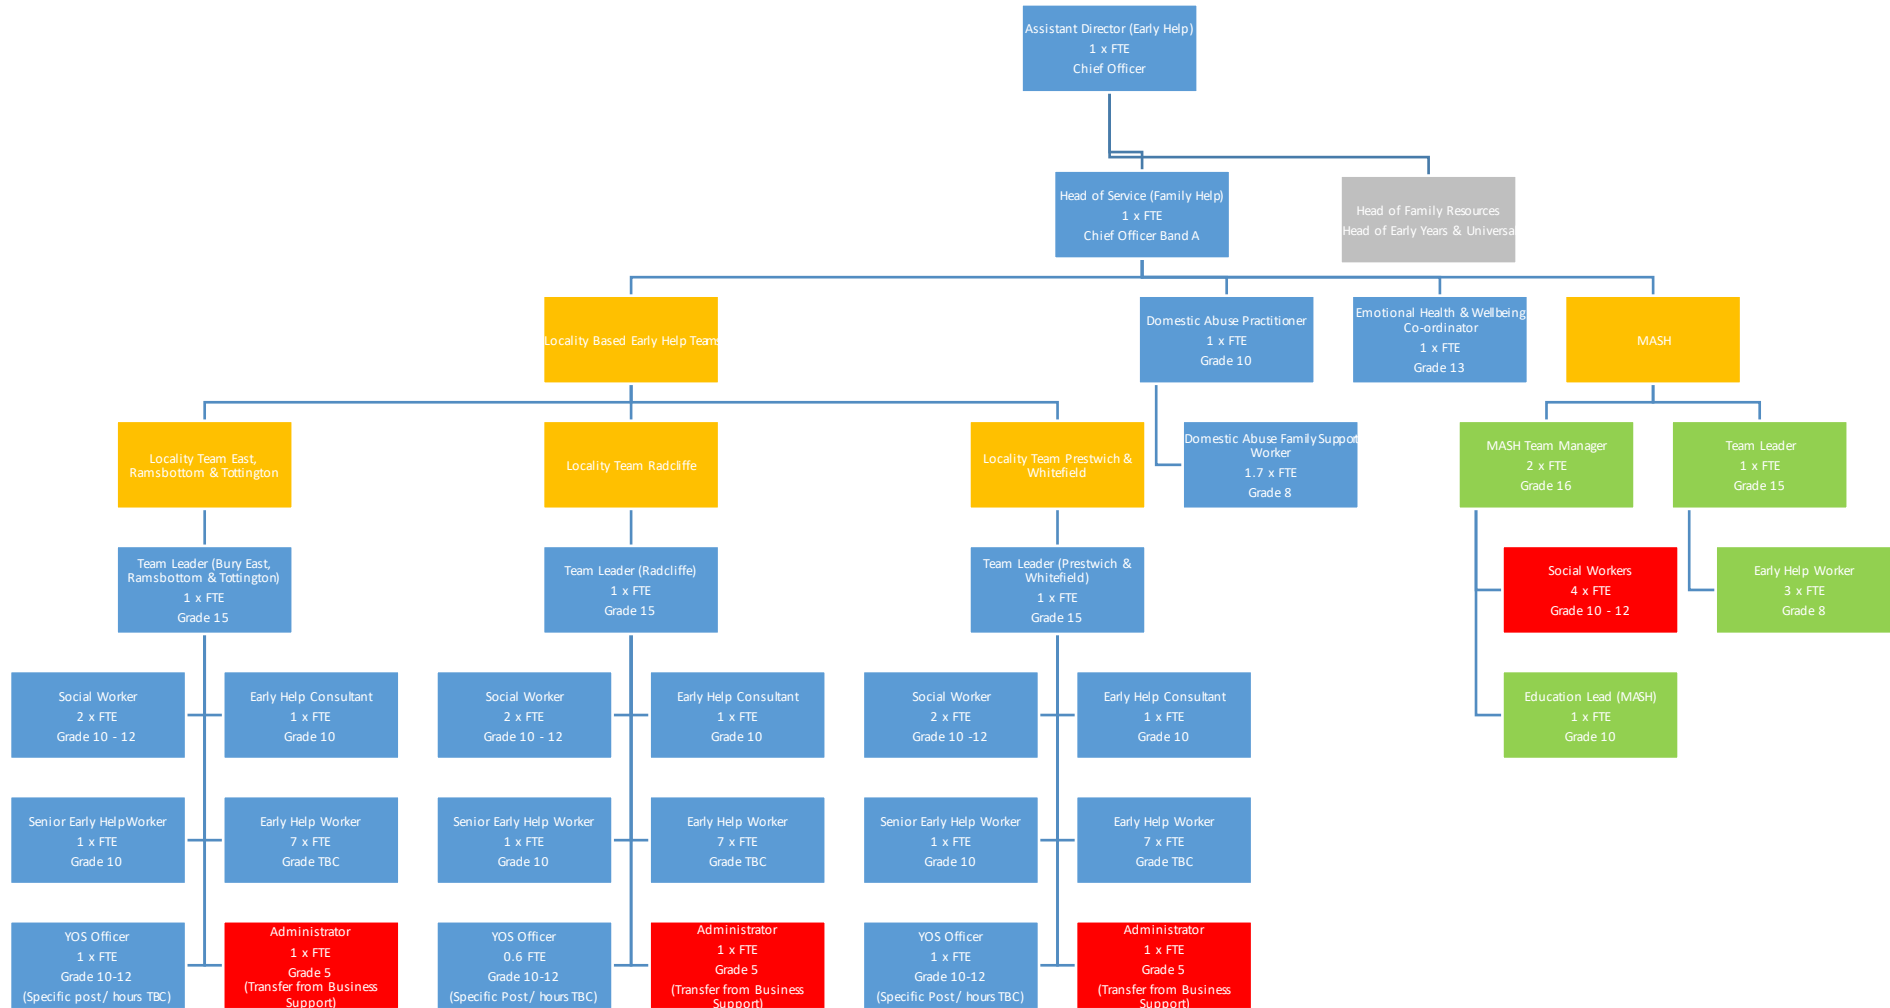 Assistant Director (Early Help)
1 x FTE
Chief Officer
Head of Service (Family Help)
1 x FTE
Chief Officer Band A
Head of Family Resources
Head of Early Years & Universa
Locality Based Early Help Teams
Domestic Abuse Practitioner
1 x FTE
Grade 10
Emotional Health & Wellbeing
Co-ordinator
1 x FTE
Grade 13
MASH
Locality Team East,
Ramsbottom & Tottington
Locality Team Radcliffe
Locality Team Prestwich &
Whitefield
Domestic Abuse Family Support
Worker
1.7 x FTE
Grade 8
MASH Team Manager
2 x FTE
Grade 16
Team Leader
1 x FTE
Grade 15
Team Leader (Bury East,
Ramsbottom & Tottington)
1 x FTE
Grade 15
Team Leader (Radcliffe)
1 x FTE
Grade 15
Team Leader (Prestwich &
Whitefield)
1 x FTE
Grade 15
Social Workers
4 x FTE
Grade 10 - 12
Early Help Worker
3 x FTE
Grade 8
Social Worker
2 x FTE
Grade 10 - 12
Early Help Consultant
1 x FTE
Grade 10
Social Worker
2 x FTE
Grade 10 - 12
Early Help Consultant
1 x FTE
Grade 10
Social Worker
2 x FTE
Grade 10 -12
Early Help Consultant
1 x FTE
Grade 10
Education Lead (MASH)
1 x FTE
Grade 10
Senior Early HelpWorker
1 x FTE
Grade 10
Early Help Worker
7 x FTE
Grade TBC
Senior Early Help Worker
1 x FTE
Grade 10
Early Help Worker
7 x FTE
Grade TBC
Senior Early Help Worker
1 x FTE
Grade 10
Early Help Worker
7 x FTE
Grade TBC
YOS Officer
1 x FTE
Grade 10-12
(Specific post/ hours TBC)
Administrator
1 x FTE
Grade 5
(Transfer from Business
Support)
YOS Officer
0.6 FTE
Grade 10-12
(Specific Post/ hours TBC)
Administrator
1 x FTE
Grade 5
(Transfer from Business
Support)
YOS Officer
1 x FTE
Grade 10-12
(Specific Post/ hours TBC)
Administrator
1 x FTE
Grade 5
(Transfer from Business
Support)